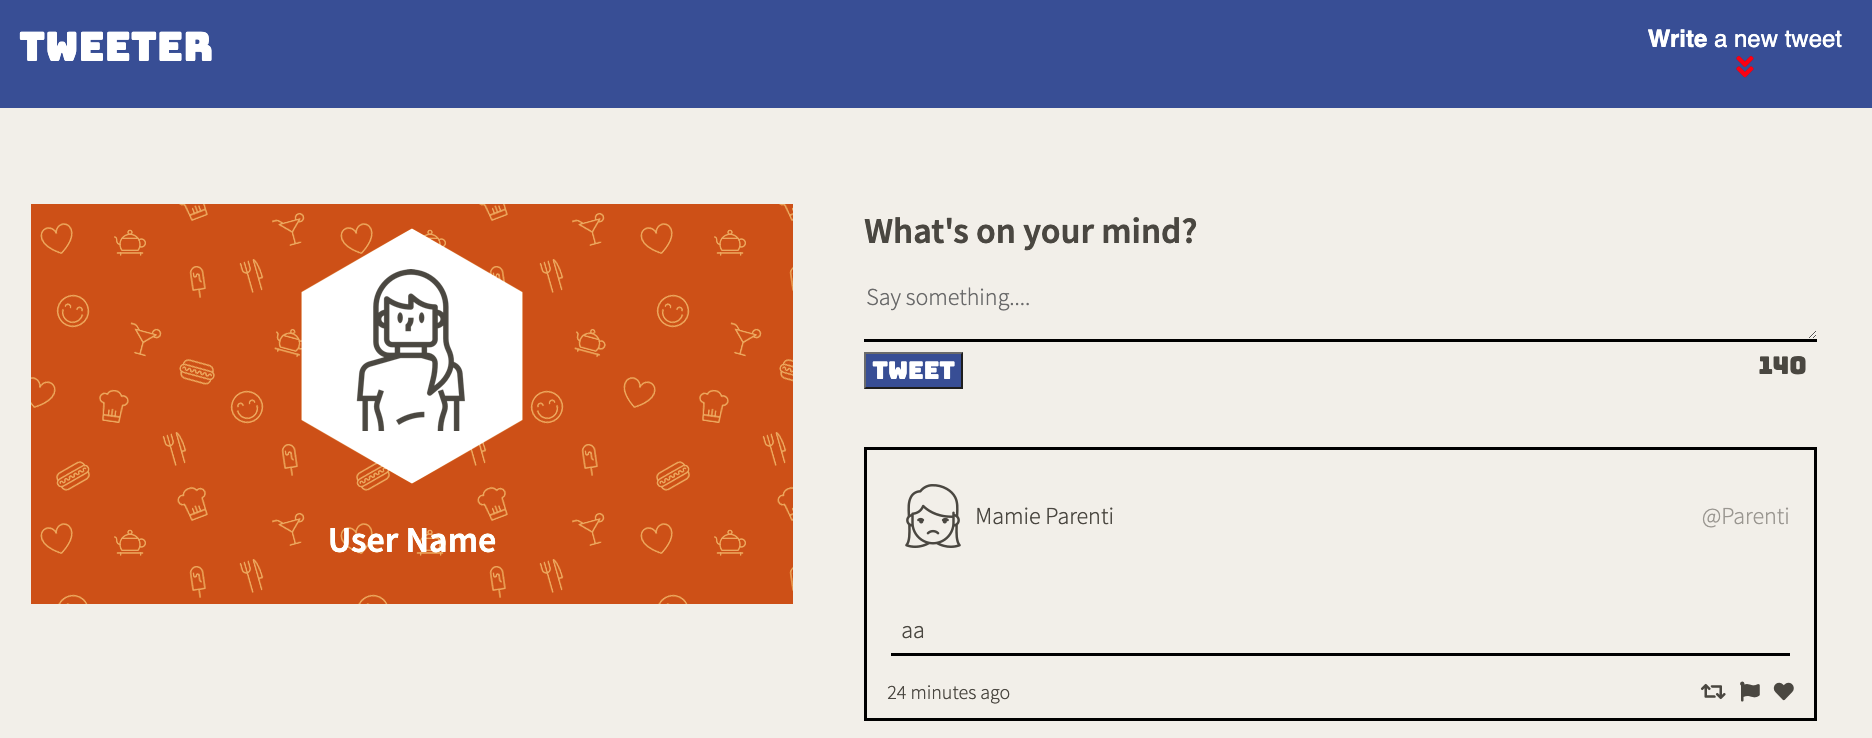 TWEETER
Write a new tweet
User Name
What's on your mind?
Say something....
TWEET
140
Mamie Parenti
@Parenti
aa
24 minutes ago